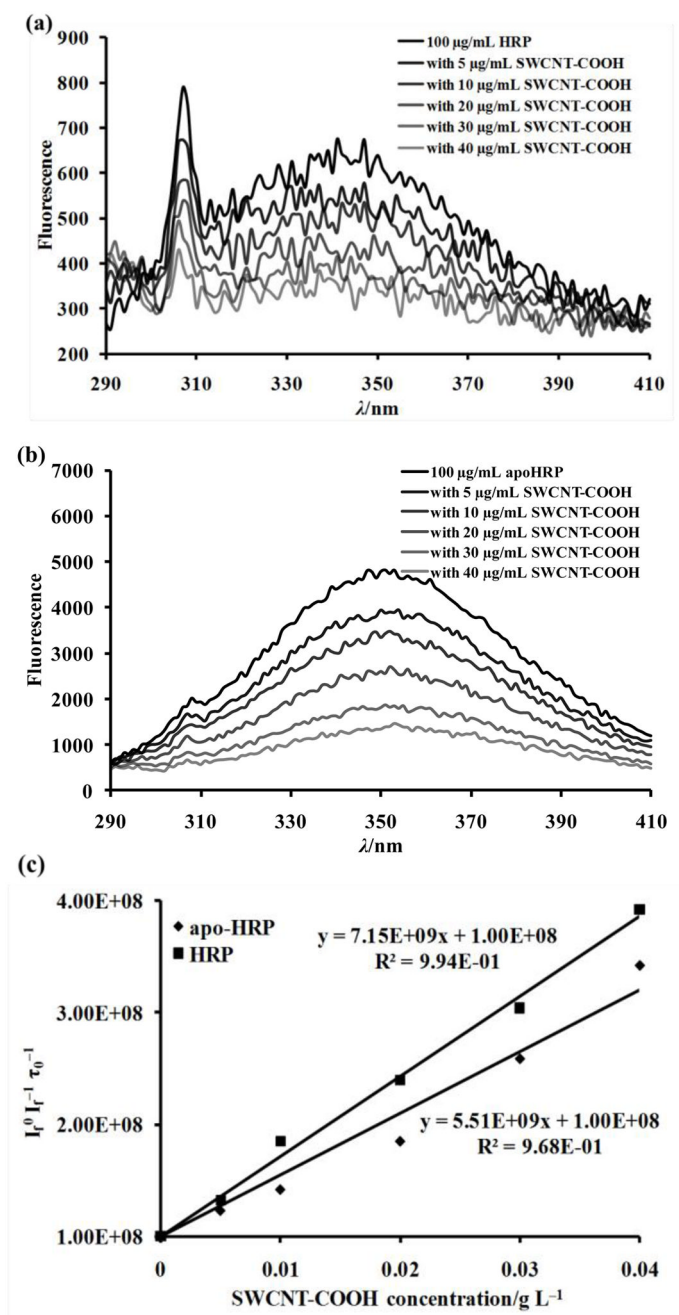 (a)
900
800
700
600
500
400
300
200
Fluorescence
100 μg/mL HRP
with 5 μg/mL SWCNT-COOH
with 10 μg/mL SWCNT-COOH
with 20 μg/mL SWCNT-COOH
with 30 μg/mL SWCNT-COOH
with 40 μg/mL SWCNT-COOH
290 310 330 350 370 390 410
λ/nm
(b)
7000
6000
5000
4000
3000
2000
1000
0
Fluorescence
100 μg/mL apoHRP
with 5 μg/mL SWCNT-COOH
with 10 μg/mL SWCNT-COOH
with 20 μg/mL SWCNT-COOH
with 30 μg/mL SWCNT-COOH
with 40 μg/mL SWCNT-COOH
290 310 330 350 370 390 410
λ/nm
(c)
4.00E+08
3.00E+08
2.00E+08
1.00E+08
I_f⁰ I_f⁻¹ τ₀⁻¹
apo-HRP
HRP
y = 7.15E+09x + 1.00E+08
R² = 9.94E-01
y = 5.51E+09x + 1.00E+08
R² = 9.68E-01
0 0.01 0.02 0.03 0.04
SWCNT-COOH concentration/g L⁻¹